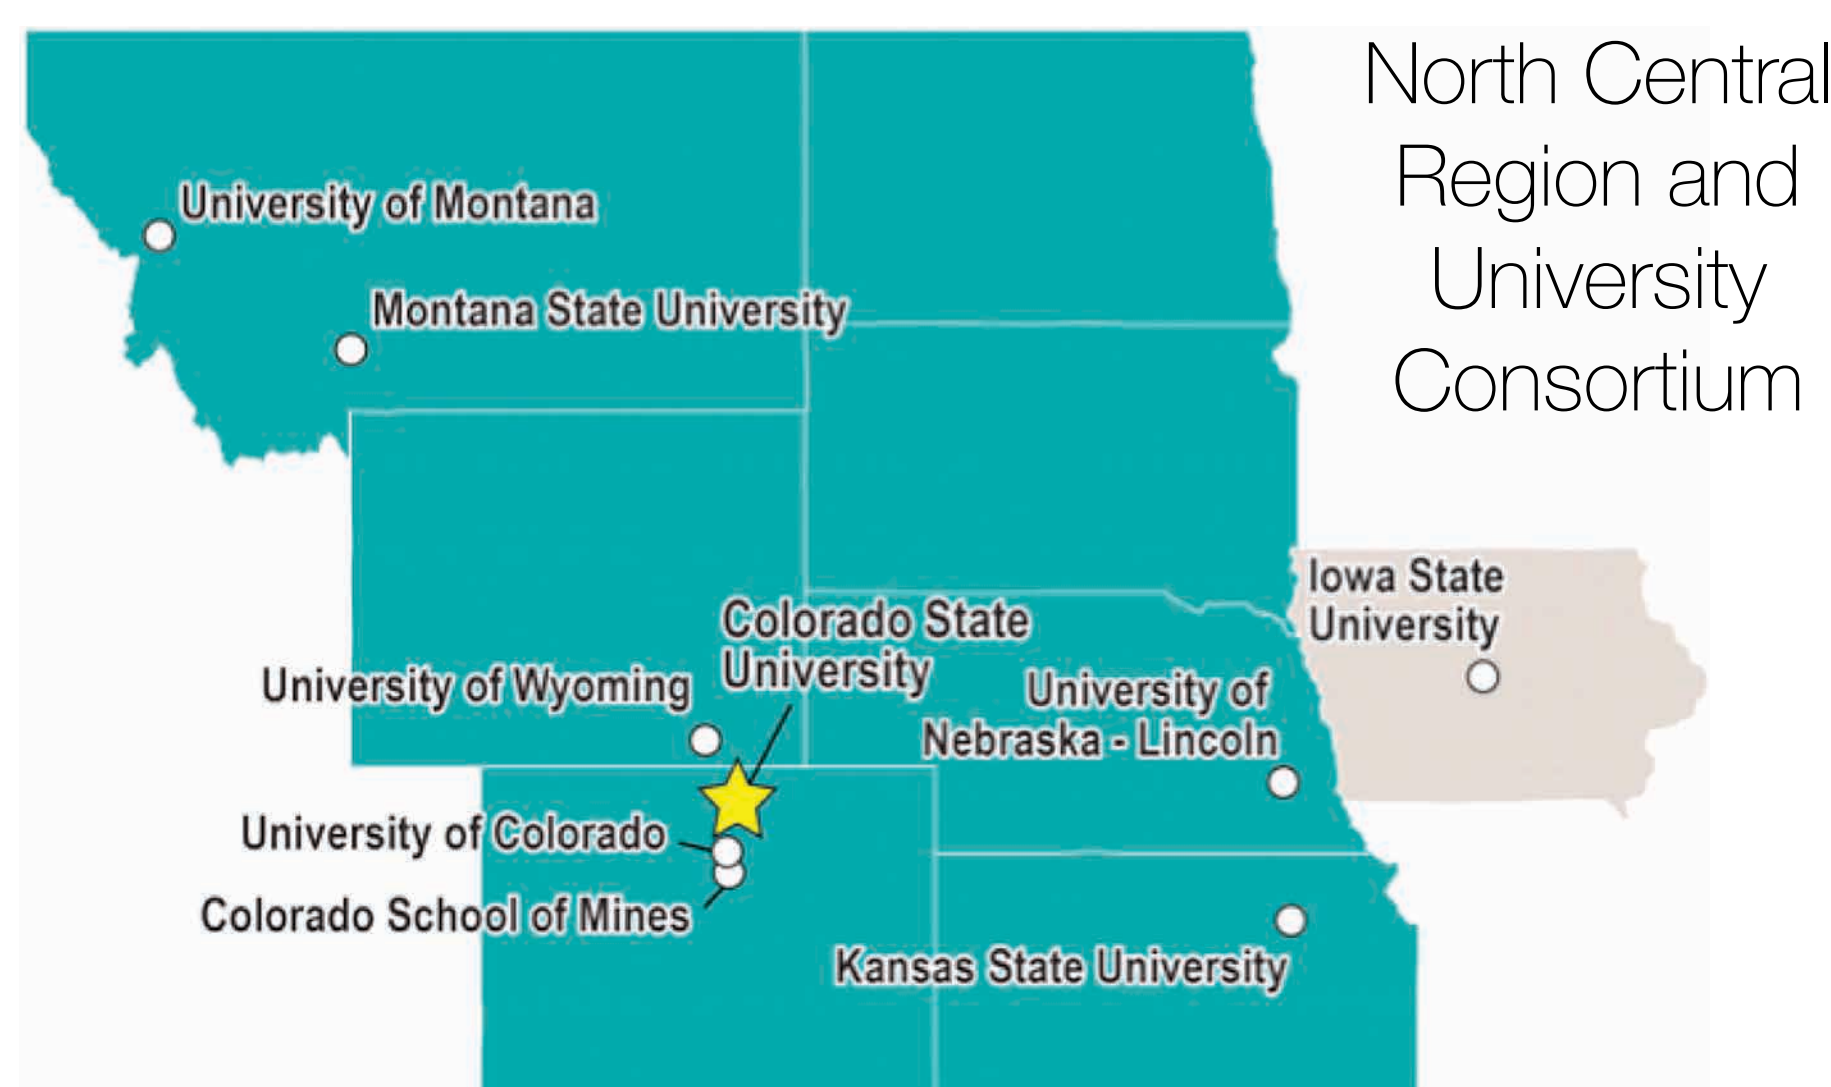 North Central
Region and
University
Consortium
University of Montana
Montana State University
Iowa State
University
Colorado State
University
University of Wyoming
University of
Nebraska - Lincoln
University of Colorado
Colorado School of Mines
Kansas State University